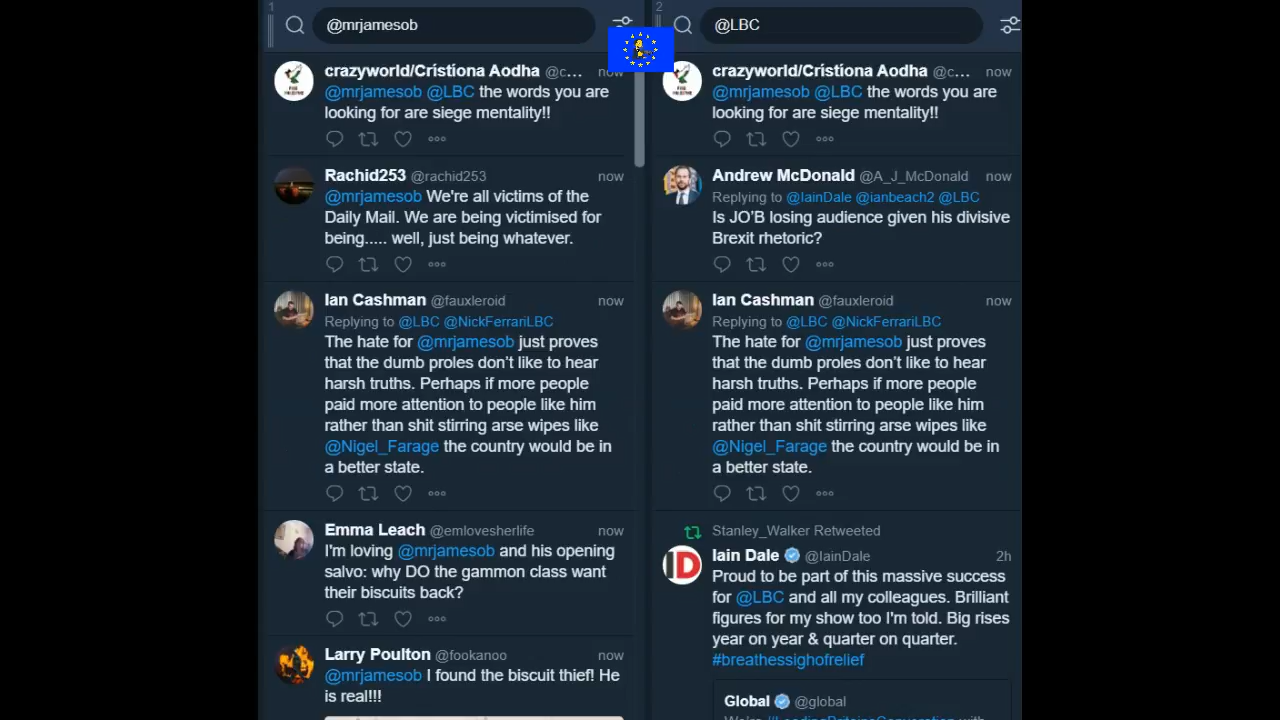 1
@mrjamesob
crazyworld/Cristíona Aodha @c... now
@mrjamesob @LBC the words you are
looking for are siege mentality!!
Rachid253 @rachid253 now
@mrjamesob We're all victims of the
Daily Mail. We are being victimised for
being..... well, just being whatever.
Ian Cashman @fauxleroid now
Replying to @LBC @NickFerrariLBC
The hate for @mrjamesob just proves
that the dumb proles don’t like to hear
harsh truths. Perhaps if more people
paid more attention to people like him
rather than shit stirring arse wipes like
@Nigel_Farage the country would be in
a better state.
Emma Leach @emlovesherlife now
I'm loving @mrjamesob and his opening
salvo: why DO the gammon class want
their biscuits back?
Larry Poulton @fookanoo now
@mrjamesob I found the biscuit thief! He
is real!!!
2
@LBC
crazyworld/Cristíona Aodha @c... now
@mrjamesob @LBC the words you are
looking for are siege mentality!!
Andrew McDonald @A_J_McDonald now
Replying to @IainDale @ianbeach2 @LBC
Is JO’B losing audience given his divisive
Brexit rhetoric?
Ian Cashman @fauxleroid now
Replying to @LBC @NickFerrariLBC
The hate for @mrjamesob just proves
that the dumb proles don’t like to hear
harsh truths. Perhaps if more people
paid more attention to people like him
rather than shit stirring arse wipes like
@Nigel_Farage the country would be in
a better state.
Stanley_Walker Retweeted
Iain Dale @IainDale 2h
Proud to be part of this massive success
for @LBC and all my colleagues. Brilliant
figures for my show too I'm told. Big rises
year on year & quarter on quarter.
#breathessighofrelief
Global @global
We're #LeadingBritainsConversation with